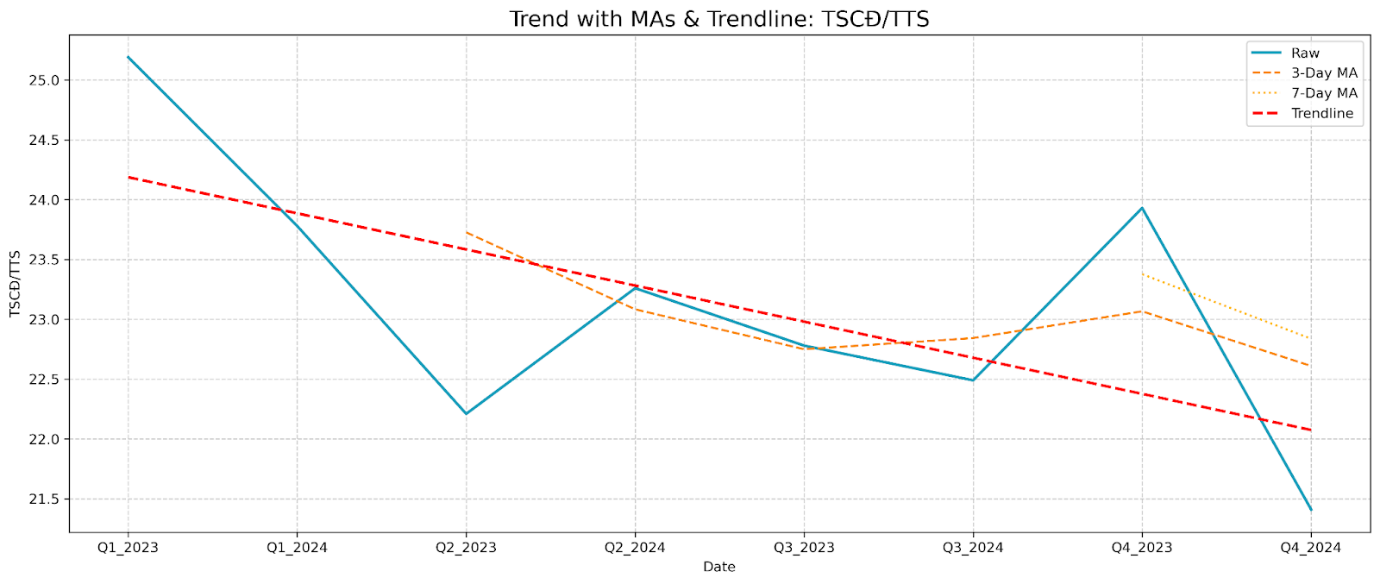 Trend with MAs & Trendline: TSCĐ/TTS
Raw
3-Day MA
7-Day MA
Trendline
TSCĐ/TTS
25.0
24.5
24.0
23.5
23.0
22.5
22.0
21.5
Q1_2023 Q1_2024 Q2_2023 Q2_2024 Q3_2023 Q3_2024 Q4_2023 Q4_2024
Date